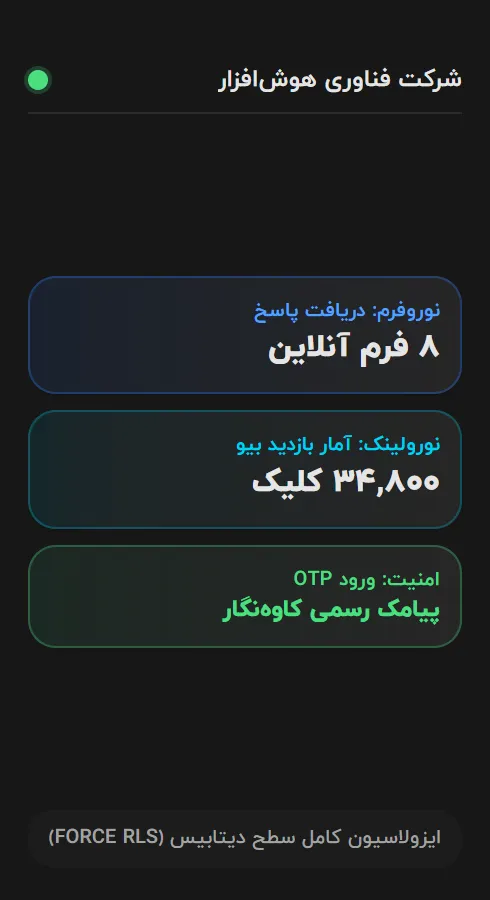 شرکت فناوری هوش‌افزار
نوروفرم: دریافت پاسخ
۸ فرم آنلاین
نورولینک: آمار بازدید بیو
۳۴,۸۰۰ کلیک
امنیت: ورود OTP
پیامک رسمی کاوه‌نگار
ایزولاسیون کامل سطح دیتابیس (FORCE RLS)